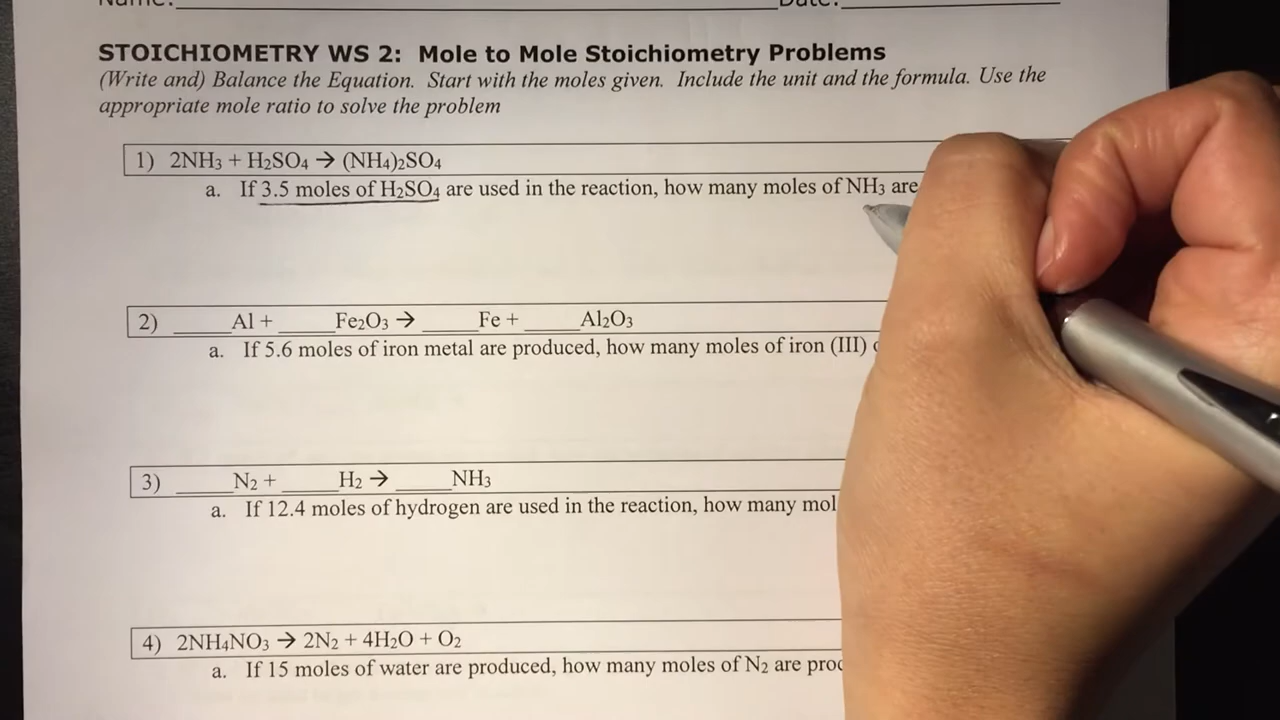 Name: Date:
STOICHIOMETRY WS 2: Mole to Mole Stoichiometry Problems
(Write and) Balance the Equation. Start with the moles given. Include the unit and the formula. Use the
appropriate mole ratio to solve the problem
1) 2NH₃ + H₂SO₄ → (NH₄)₂SO₄
a. If 3.5 moles of H₂SO₄ are used in the reaction, how many moles of NH₃ are
2) _____Al + _____Fe₂O₃ → _____Fe + _____Al₂O₃
a. If 5.6 moles of iron metal are produced, how many moles of iron (III)
3) _____N₂ + _____H₂ → _____NH₃
a. If 12.4 moles of hydrogen are used in the reaction, how many
4) 2NH₄NO₃ → 2N₂ + 4H₂O + O₂
a. If 15 moles of water are produced, how many moles of N₂ are